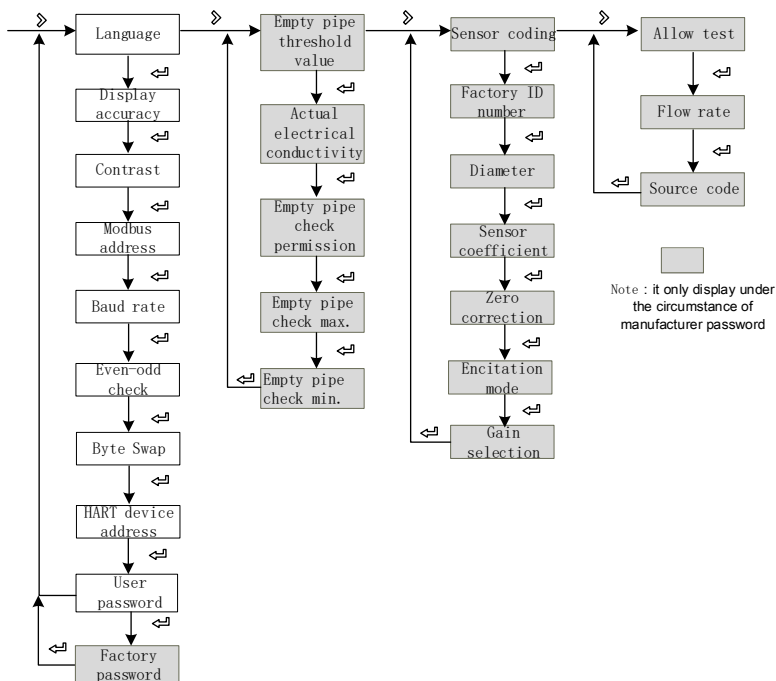 Language
Display
accuracy
Contrast
Modbus
address
Baud rate
Even-odd
check
Byte Swap
HART device
address
User
password
Factory
password
Empty pipe
threshold
value
Actual
electrical
conductivity
Empty pipe
check
permission
Empty pipe
check max.
Empty pipe
check min.
Sensor coding
Factory ID
number
Diameter
Sensor
coefficient
Zero
correction
Encitation
mode
Gain
selection
Allow test
Flow rate
Source code
Note : it only display under
the circumstance of
manufacturer password